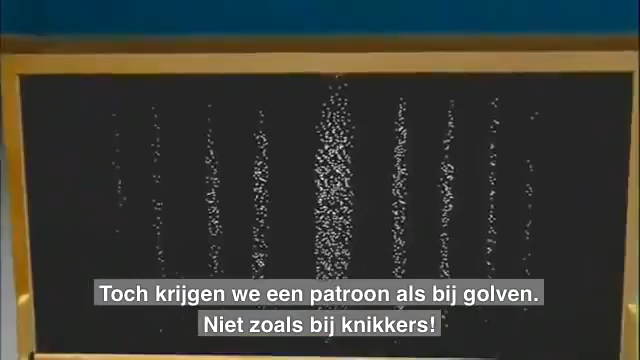 Toch krijgen we een patroon als bij golven.
Niet zoals bij knikkers!